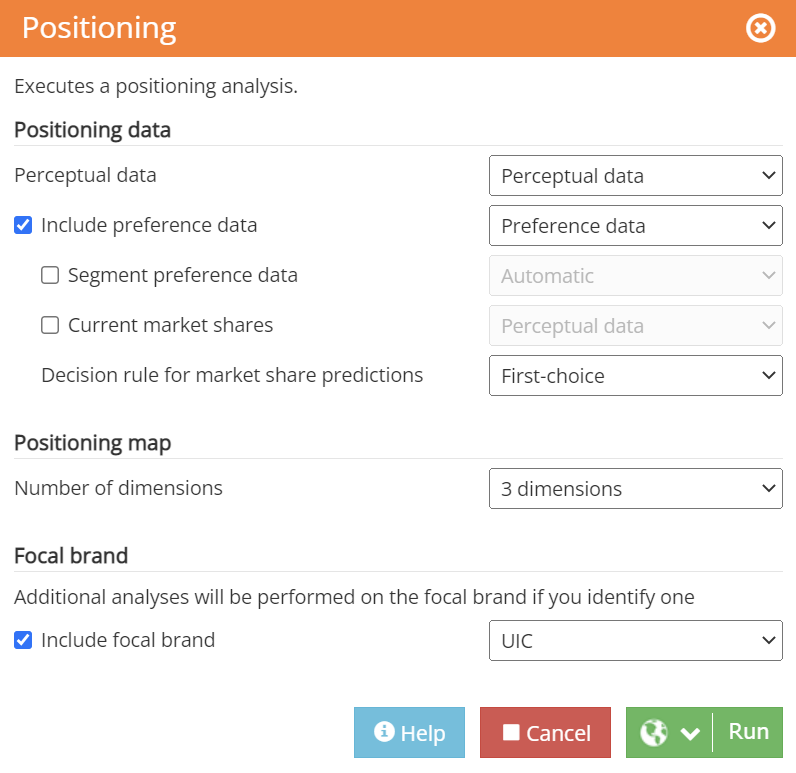 Positioning
Executes a positioning analysis.
Positioning data
Perceptual data Perceptual data
Include preference data Preference data
Segment preference data Automatic
Current market shares Perceptual data
Decision rule for market share predictions First-choice
Positioning map
Number of dimensions 3 dimensions
Focal brand
Additional analyses will be performed on the focal brand if you identify one
Include focal brand UIC
Help Cancel Run